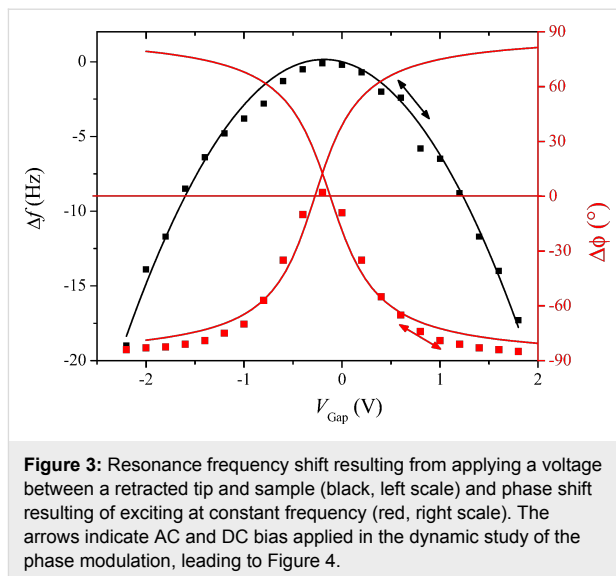 0
-5
-10
-15
-20
Δf (Hz)
90
60
30
0
-30
-60
-90
Δϕ (°)
-2
-1
0
1
2
V_Gap (V)
Figure 3: Resonance frequency shift resulting from applying a voltage
between a retracted tip and sample (black, left scale) and phase shift
resulting of exciting at constant frequency (red, right scale). The
arrows indicate AC and DC bias applied in the dynamic study of the
phase modulation, leading to Figure 4.